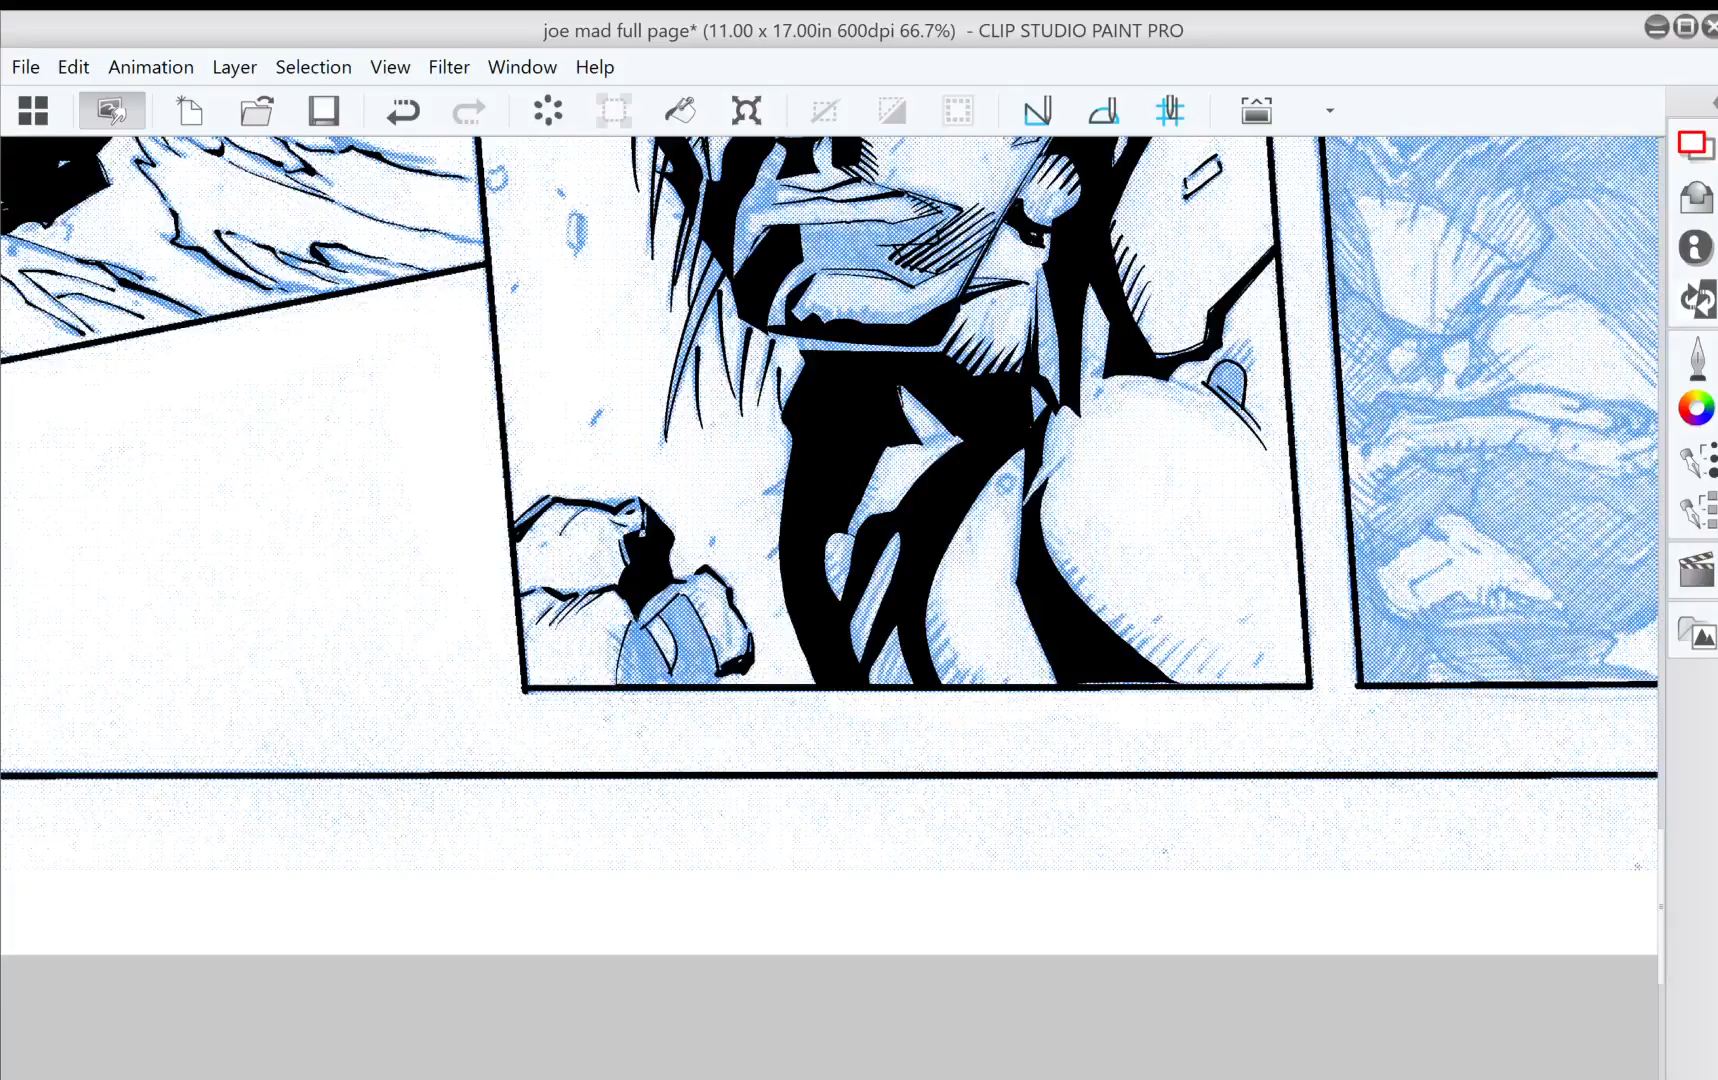 joe mad full page* (11.00 x 17.00in 600dpi 66.7%) - CLIP STUDIO PAINT PRO
File Edit Animation Layer Selection View Filter Window Help